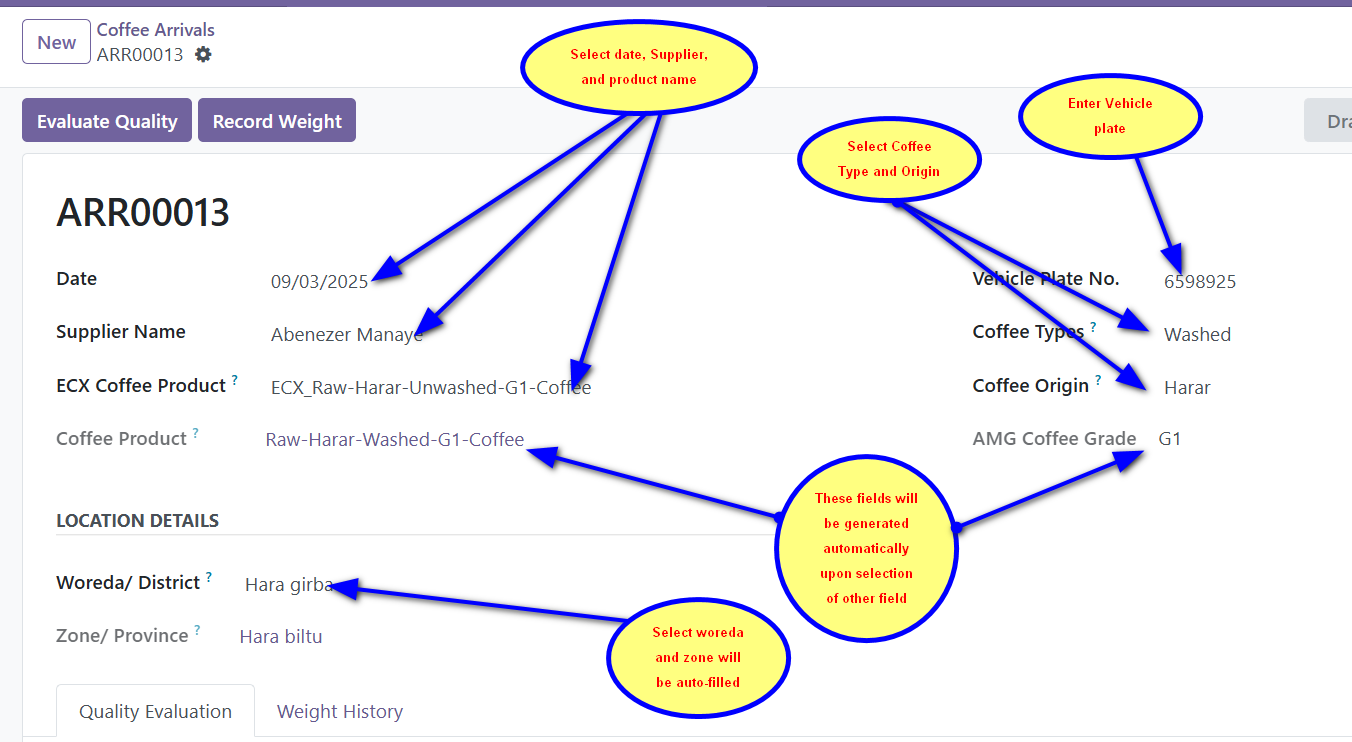 New
Coffee Arrivals
ARR00013
Select date, Supplier,
and product name
Enter Vehicle
plate
Evaluate Quality
Record Weight
Select Coffee
Type and Origin
ARR00013
Date 09/03/2025
Vehicle Plate No. 6598925
Supplier Name Abenezer Manaye
Coffee Types ? Washed
ECX Coffee Product ? ECX_Raw-Harar-Unwashed-G1-Coffee
Coffee Origin ? Harar
Coffee Product ? Raw-Harar-Washed-G1-Coffee
AMG Coffee Grade G1
These fields will
be generated
automatically
upon selection
of other field
LOCATION DETAILS
Woreda/ District ? Hara girba
Zone/ Province ? Hara biltu
Select woreda
and zone will
be auto-filled
Quality Evaluation
Weight History